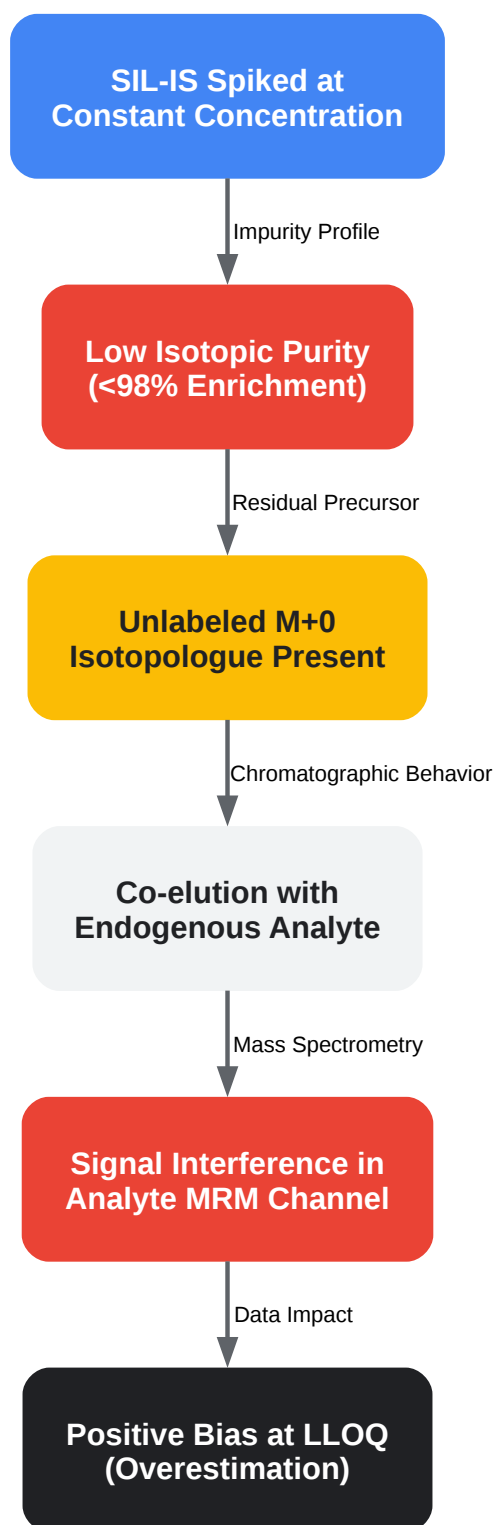 SIL-IS Spiked at
Constant Concentration
Impurity Profile
Low Isotopic Purity
(<98% Enrichment)
Residual Precursor
Unlabeled M+0
Isotopologue Present
Chromatographic Behavior
Co-elution with
Endogenous Analyte
Mass Spectrometry
Signal Interference in
Analyte MRM Channel
Data Impact
Positive Bias at LLOQ
(Overestimation)